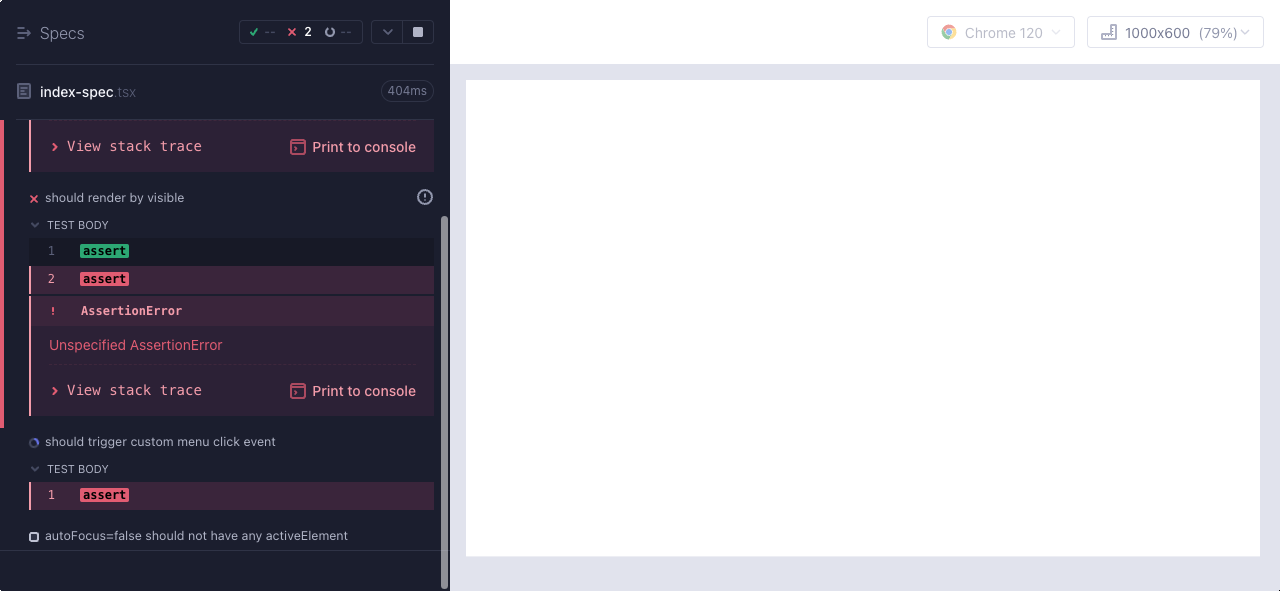 Specs
--
2
--
Chrome 120
1000x600 (79%)
index-spec.tsx
404ms
View stack trace
Print to console
should render by visible
TEST BODY
1 assert
2 assert
! AssertionError
Unspecified AssertionError
View stack trace
Print to console
should trigger custom menu click event
TEST BODY
1 assert
autoFocus=false should not have any activeElement